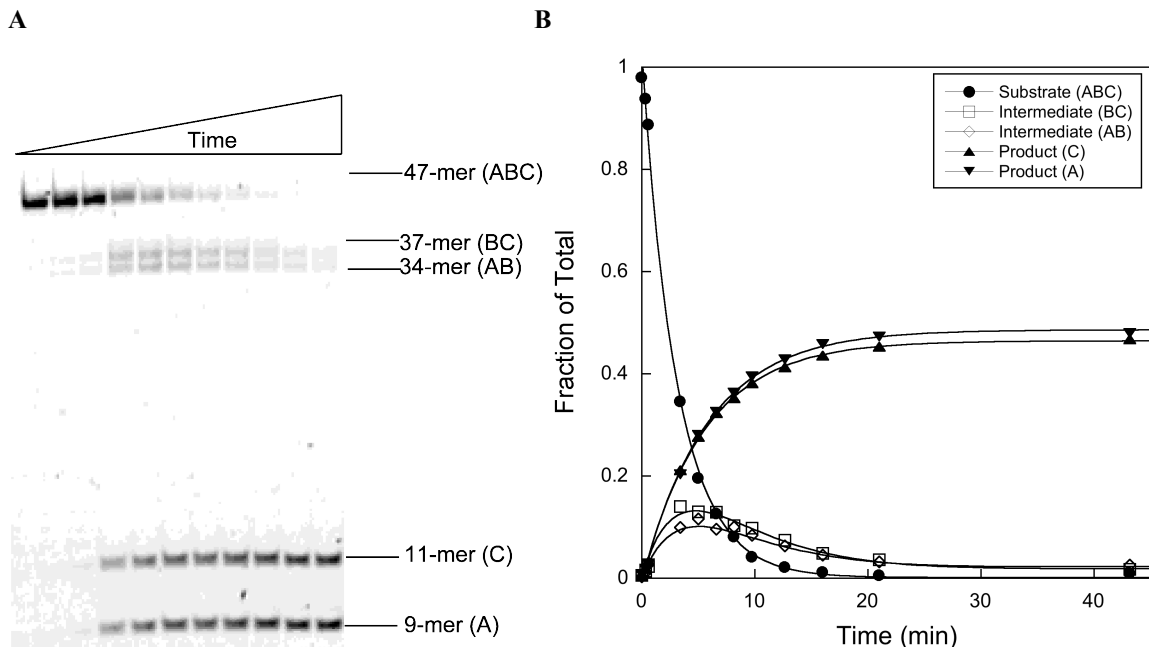 A
B
Time
47-mer (ABC)
37-mer (BC)
34-mer (AB)
11-mer (C)
9-mer (A)
Fraction of Total
1
0.8
0.6
0.4
0.2
0
Substrate (ABC)
Intermediate (BC)
Intermediate (AB)
Product (C)
Product (A)
0
10
20
30
40
Time (min)